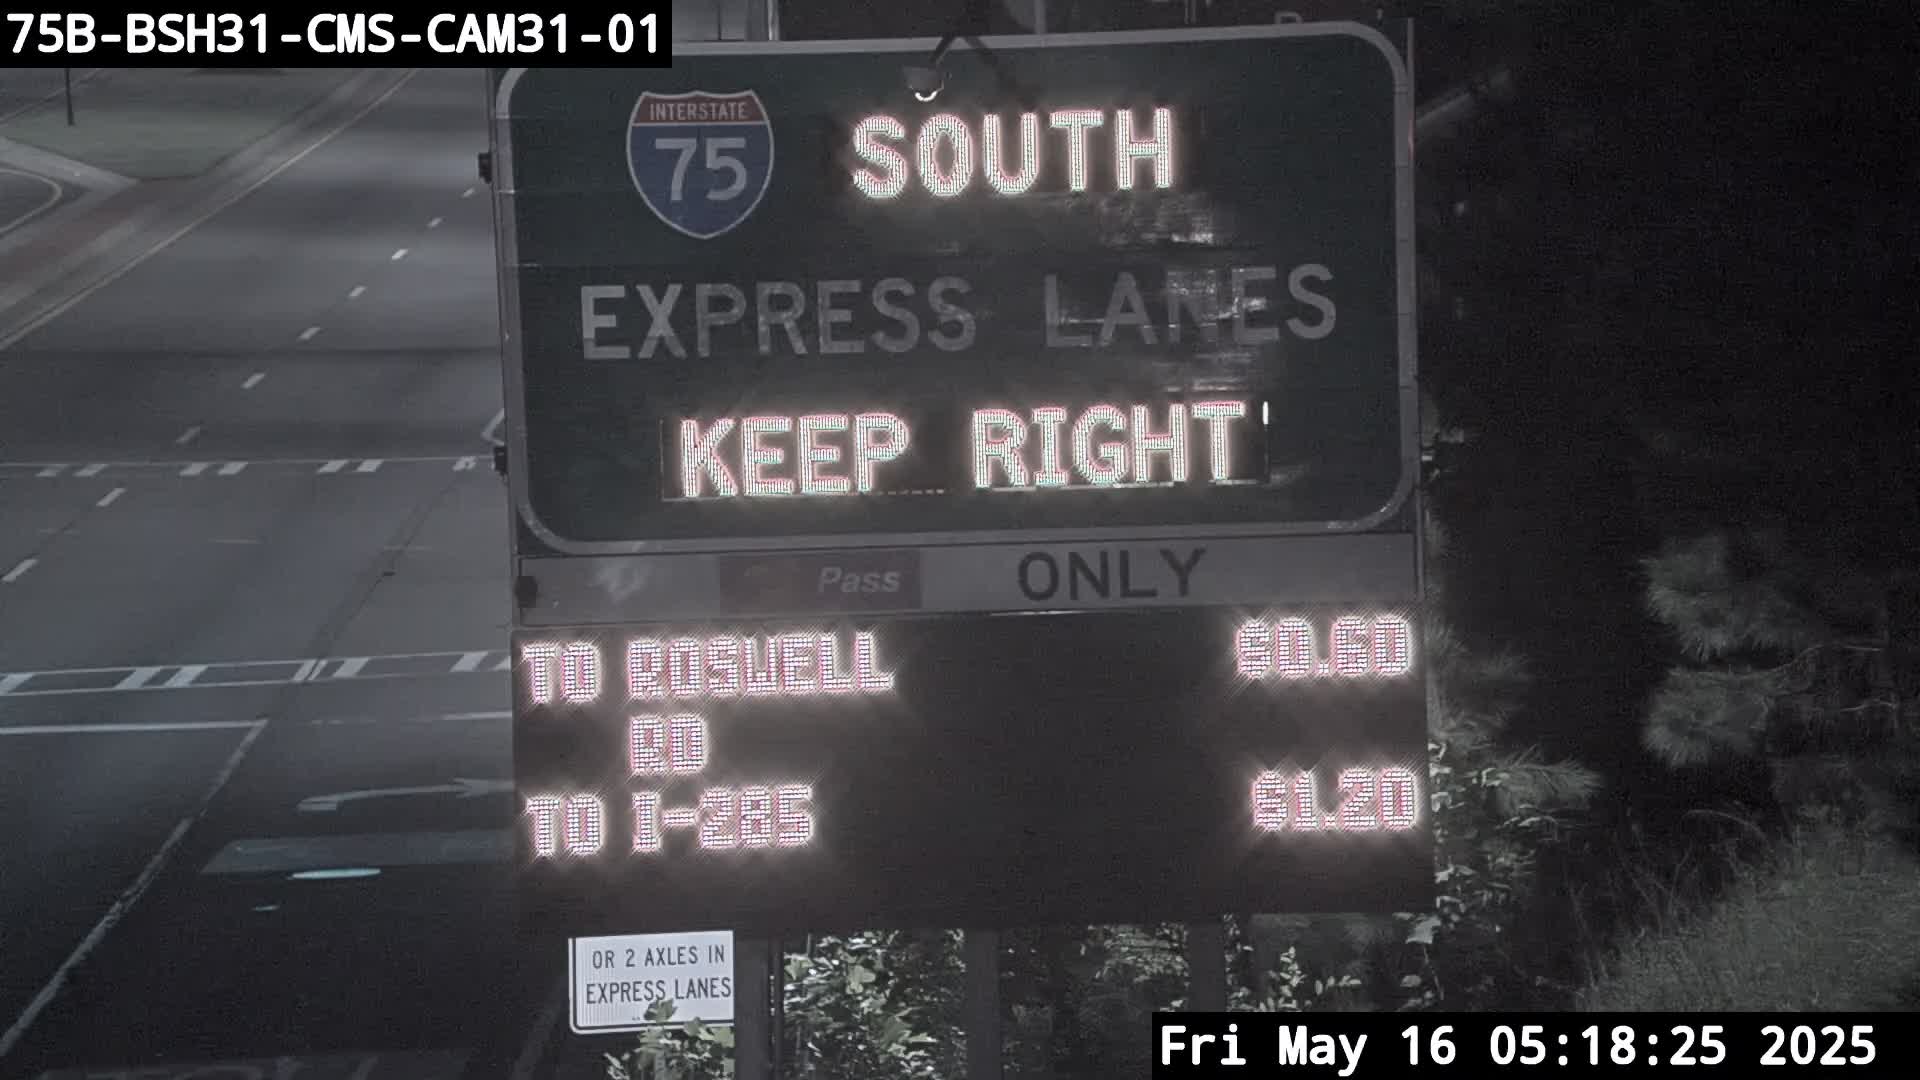 75B-BSH31-CMS-CAM31-01
INTERSTATE
75
SOUTH
EXPRESS LANES
KEEP RIGHT
Pass ONLY
TO ROSWELL $0.60
RD
TO I-285 $1.20
OR 2 AXLES IN
EXPRESS LANES
Fri May 16 05:18:25 2025